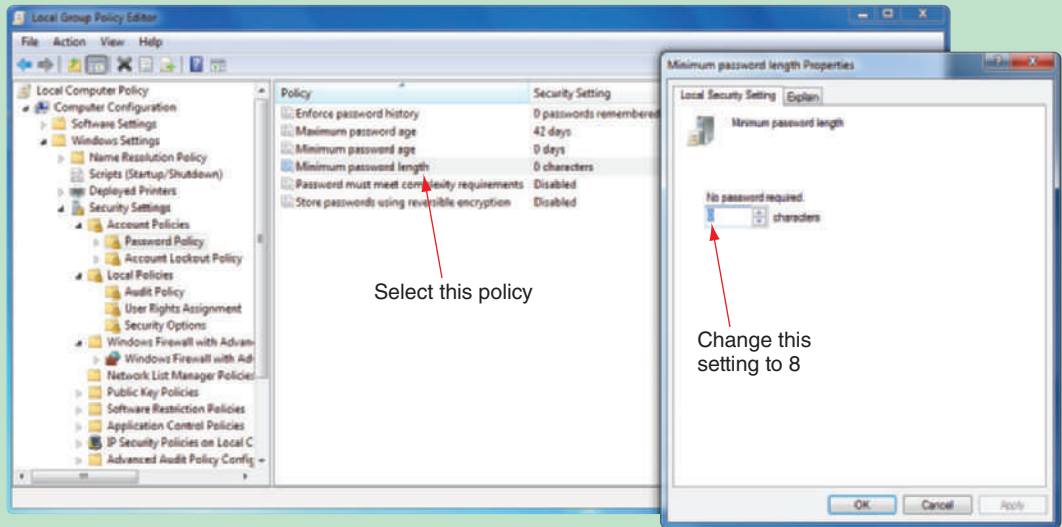 Local Group Policy Editor
File Action View Help
Local Computer Policy
Computer Configuration
Software Settings
Windows Settings
Name Resolution Policy
Scripts (Startup/Shutdown)
Deployed Printers
Security Settings
Account Policies
Password Policy
Account Lockout Policy
Local Policies
Audit Policy
User Rights Assignment
Security Options
Windows Firewall with Advan
Windows Firewall with Ad
Network List Manager Policies
Public Key Policies
Software Restriction Policies
Application Control Policies
IP Security Policies on Local C
Advanced Audit Policy Config
Policy Security Setting
Enforce password history 0 passwords remembered
Maximum password age 42 days
Minimum password age 0 days
Minimum password length 0 characters
Password must meet complexity requirements Disabled
Store passwords using reversible encryption Disabled
Select this policy
Minimum password length Properties
Local Security Setting Explain
Minimum password length
No password required.
0 characters
Change this
setting to 8
OK Cancel Apply